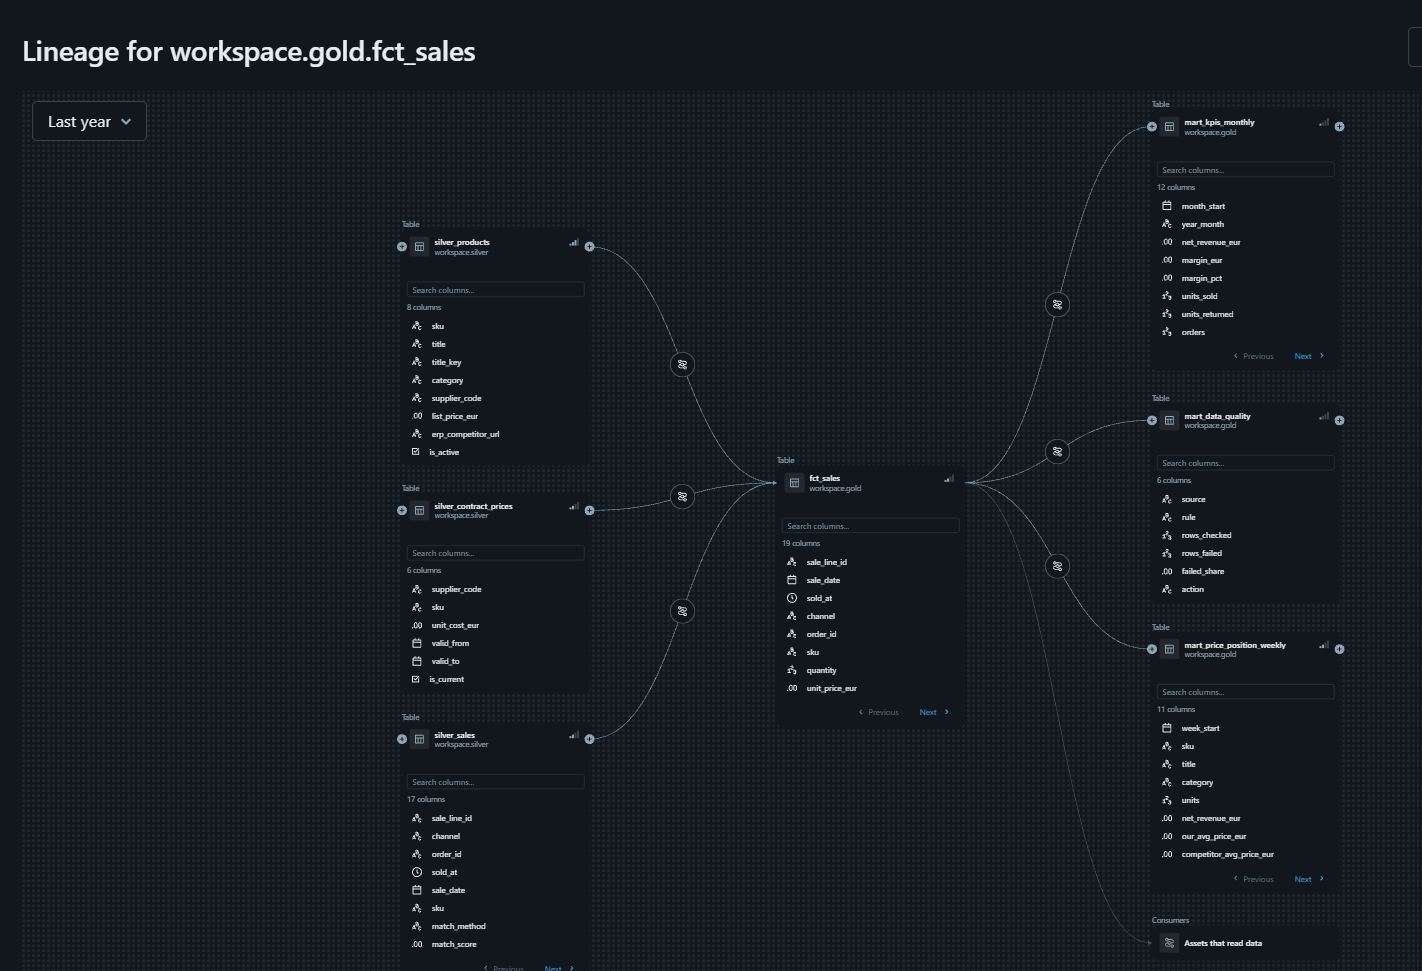 Lineage for workspace.gold.fct_sales
Last year
Table
silver_products
workspace.silver
Search columns...
8 columns
sku
title
title_key
category
supplier_code
list_price_eur
erp_competitor_url
is_active
Table
silver_contract_prices
workspace.silver
Search columns...
6 columns
supplier_code
sku
unit_cost_eur
valid_from
valid_to
is_current
Table
silver_sales
workspace.silver
Search columns...
17 columns
sale_line_id
channel
order_id
sold_at
sale_date
sku
match_method
match_score
Previous Next
Table
fct_sales
workspace.gold
Search columns...
19 columns
sale_line_id
sale_date
sold_at
channel
order_id
sku
quantity
unit_price_eur
Previous Next
Table
mart_kpis_monthly
workspace.gold
Search columns...
12 columns
month_start
year_month
net_revenue_eur
margin_eur
margin_pct
units_sold
units_returned
orders
Previous Next
Table
mart_data_quality
workspace.gold
Search columns...
6 columns
source
rule
rows_checked
rows_failed
failed_share
action
Table
mart_price_position_weekly
workspace.gold
Search columns...
11 columns
week_start
sku
title
category
units
net_revenue_eur
our_avg_price_eur
competitor_avg_price_eur
Previous Next
Consumers
Assets that read data